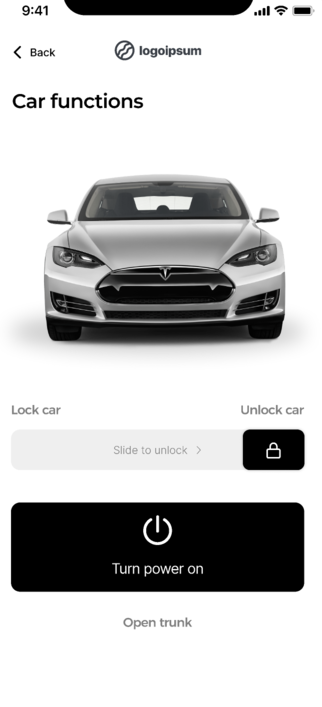 9:41
Back
logoipsum
Car functions
Lock car
Unlock car
Slide to unlock
Turn power on
Open trunk